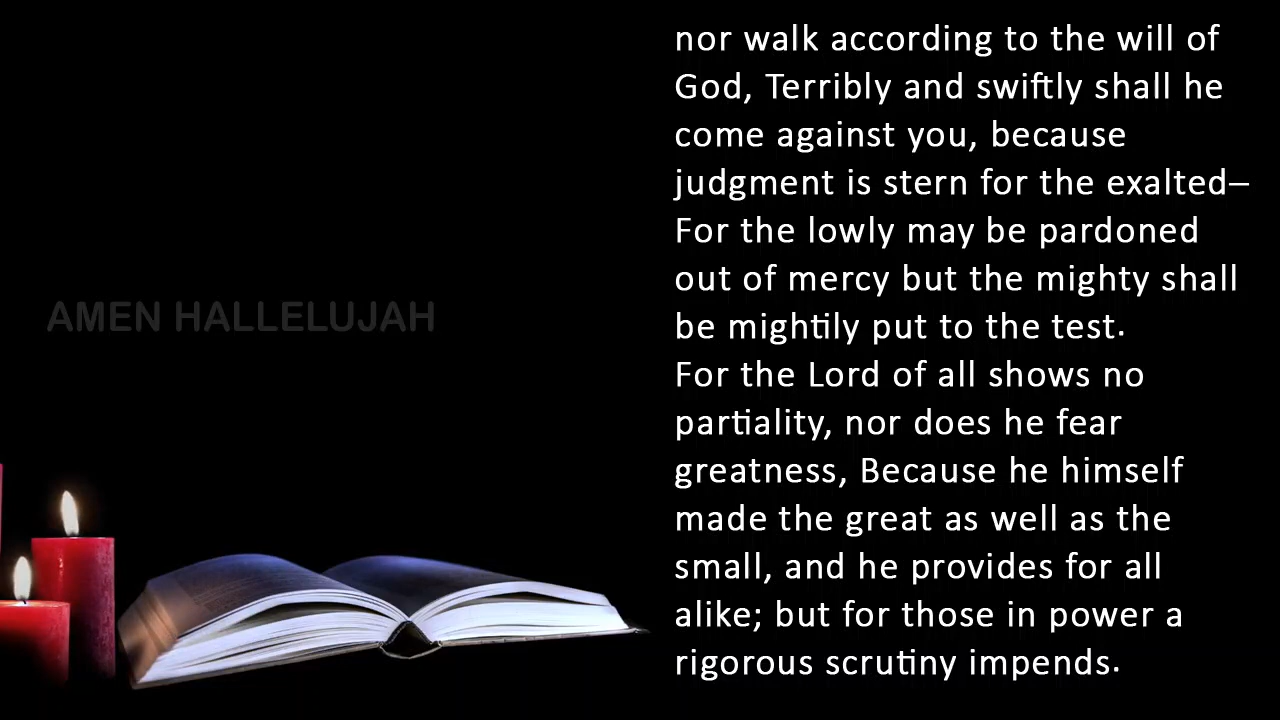 nor walk according to the will of
God, Terribly and swiftly shall he
come against you, because
judgment is stern for the exalted–
For the lowly may be pardoned
out of mercy but the mighty shall
be mightily put to the test.
For the Lord of all shows no
partiality, nor does he fear
greatness, Because he himself
made the great as well as the
small, and he provides for all
alike; but for those in power a
rigorous scrutiny impends.
AMEN HALLELUJAH